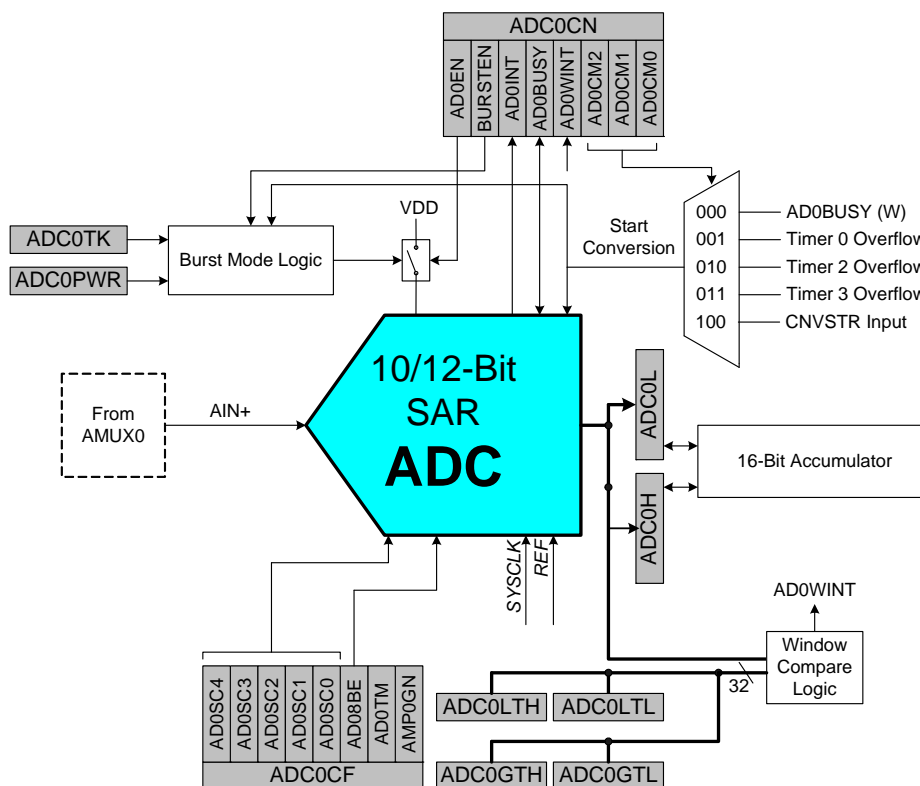 ADC0CN
AD0EN
BURSTEN
AD0INT
AD0BUSY
AD0WINT
AD0CM2
AD0CM1
AD0CM0
VDD
Start
Conversion
000
AD0BUSY (W)
001
Timer 0 Overflow
010
Timer 2 Overflow
011
Timer 3 Overflow
100
CNVSTR Input
ADC0TK
ADC0PWR
Burst Mode Logic
From
AMUX0
AIN+
10/12-Bit
SAR
ADC
ADC0L
ADC0H
16-Bit Accumulator
SYSCLK
REF
AD0WINT
Window
Compare
Logic
32
AD0SC4
AD0SC3
AD0SC2
AD0SC1
AD0SC0
AD08BE
AD0TM
AMP0GN
ADC0CF
ADC0LTH
ADC0LTL
ADC0GTH
ADC0GTL